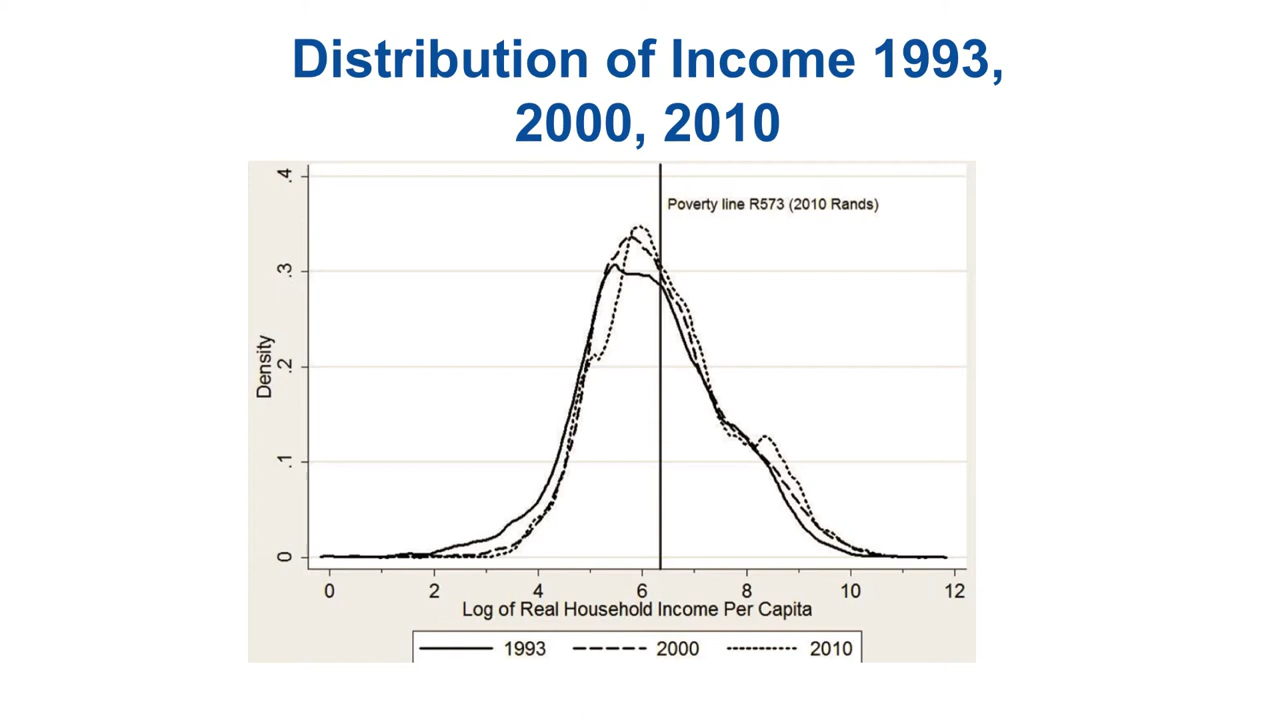 Distribution of Income 1993,
2000, 2010
.4
Poverty line R573 (2010 Rands)
.3
Density
.2
.1
0
0 2 4 6 8 10 12
Log of Real Household Income Per Capita
1993 2000 2010